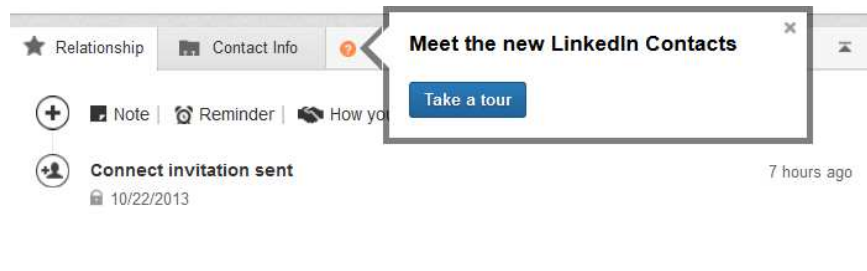 Relationship
Contact Info
?
Meet the new LinkedIn Contacts
×
Take a tour
Note | Reminder | How you
Connect invitation sent
7 hours ago
10/22/2013